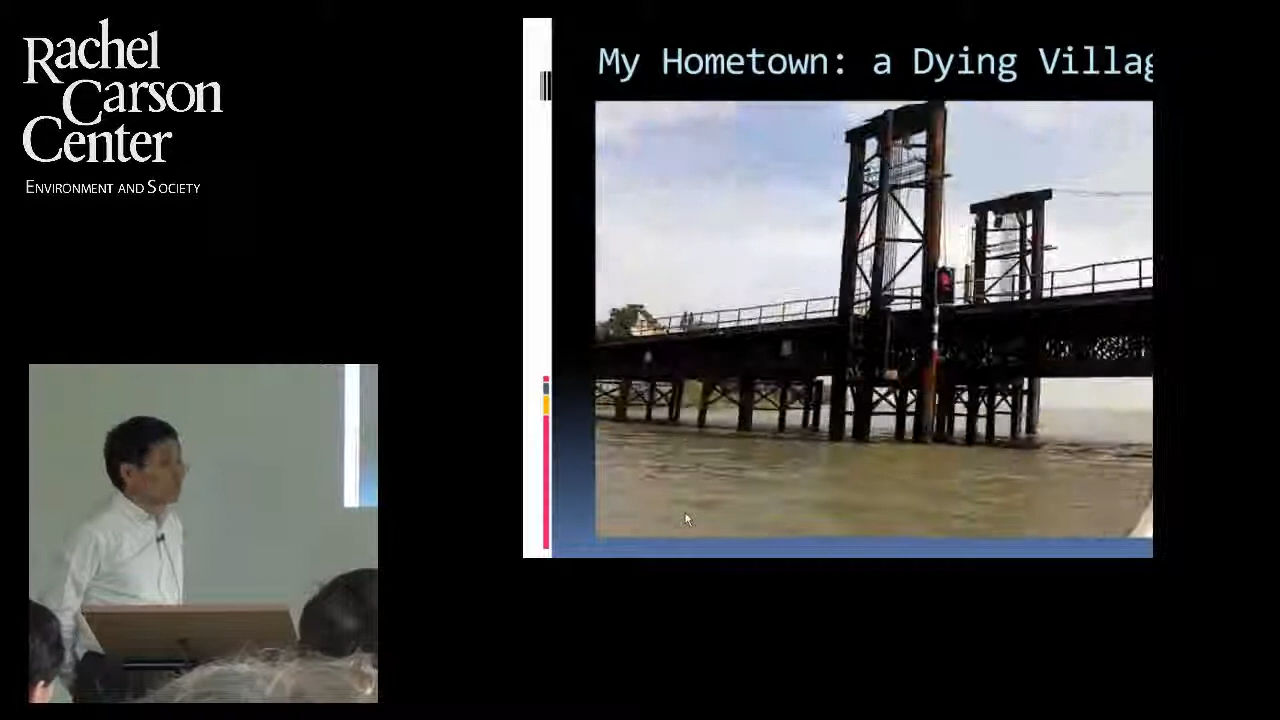 Rachel
Carson
Center
ENVIRONMENT AND SOCIETY
My Hometown: a Dying Villag